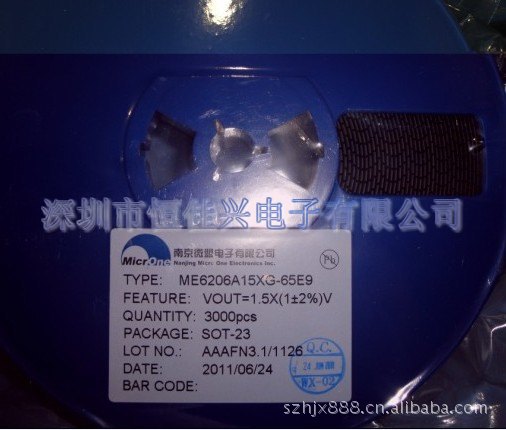 深圳市恒佳兴电子有限公司
MicrOne
南京微盟电子有限公司
Nanjing Micro One Electronics Inc.
Pb
TYPE: ME6206A15XG-65E9
FEATURE: VOUT=1.5X(1±2%)V
QUANTITY: 3000pcs
PACKAGE: SOT-23
LOT NO.: AAAFN3.1/1126
DATE: 2011/06/24
BAR CODE:
Q.C.
WX-02
szhjx888.cn.alibaba.com